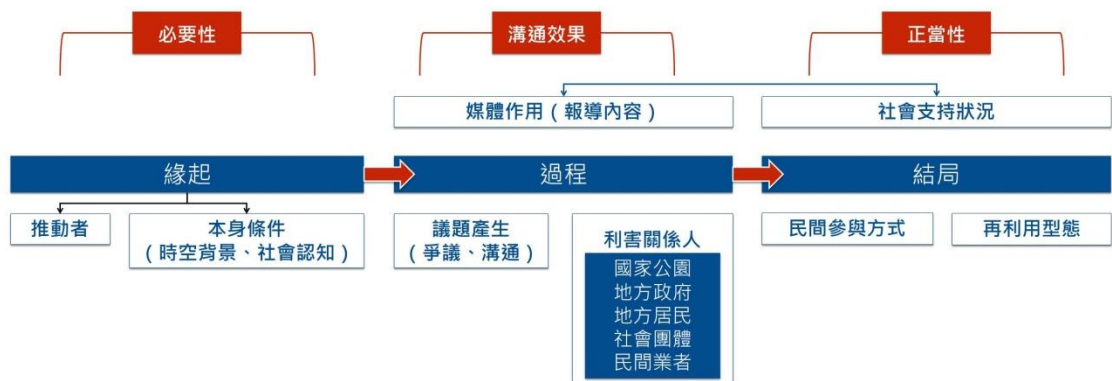 必要性
溝通效果
正當性
媒體作用（報導內容）
社會支持狀況
緣起
過程
結局
推動者
本身條件
（時空背景、社會認知）
議題產生
（爭議、溝通）
利害關係人
國家公園
地方政府
地方居民
社會團體
民間業者
民間參與方式
再利用型態